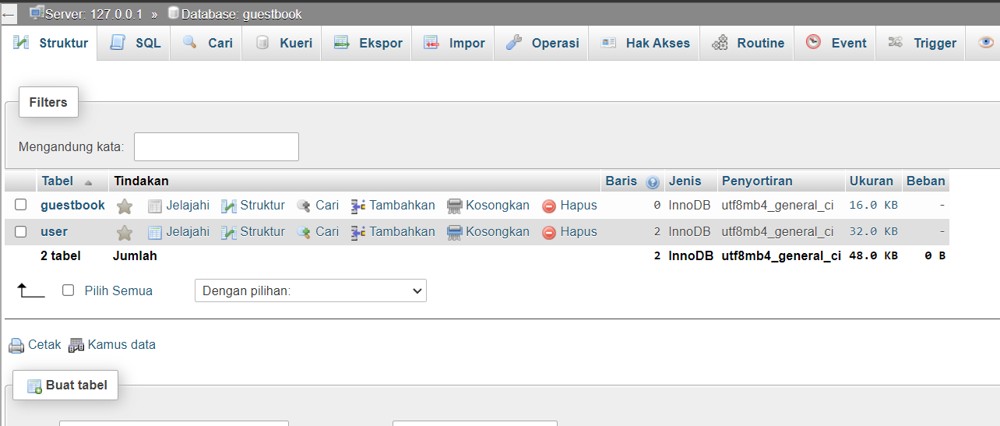 Server: 127.0.0.1 » Database: guestbook
Struktur SQL Cari Kueri Ekspor Impor Operasi Hak Akses Routine Event Trigger
Filters
Mengandung kata:
Tabel Tindakan Baris Jenis Penyortiran Ukuran Beban
guestbook Jelajahi Struktur Cari Tambahkan Kosongkan Hapus 0 InnoDB utf8mb4_general_ci 16.0 KB -
user Jelajahi Struktur Cari Tambahkan Kosongkan Hapus 2 InnoDB utf8mb4_general_ci 32.0 KB -
2 tabel Jumlah 2 InnoDB utf8mb4_general_ci 48.0 KB 0 B
Pilih Semua Dengan pilihan:
Cetak Kamus data
Buat tabel